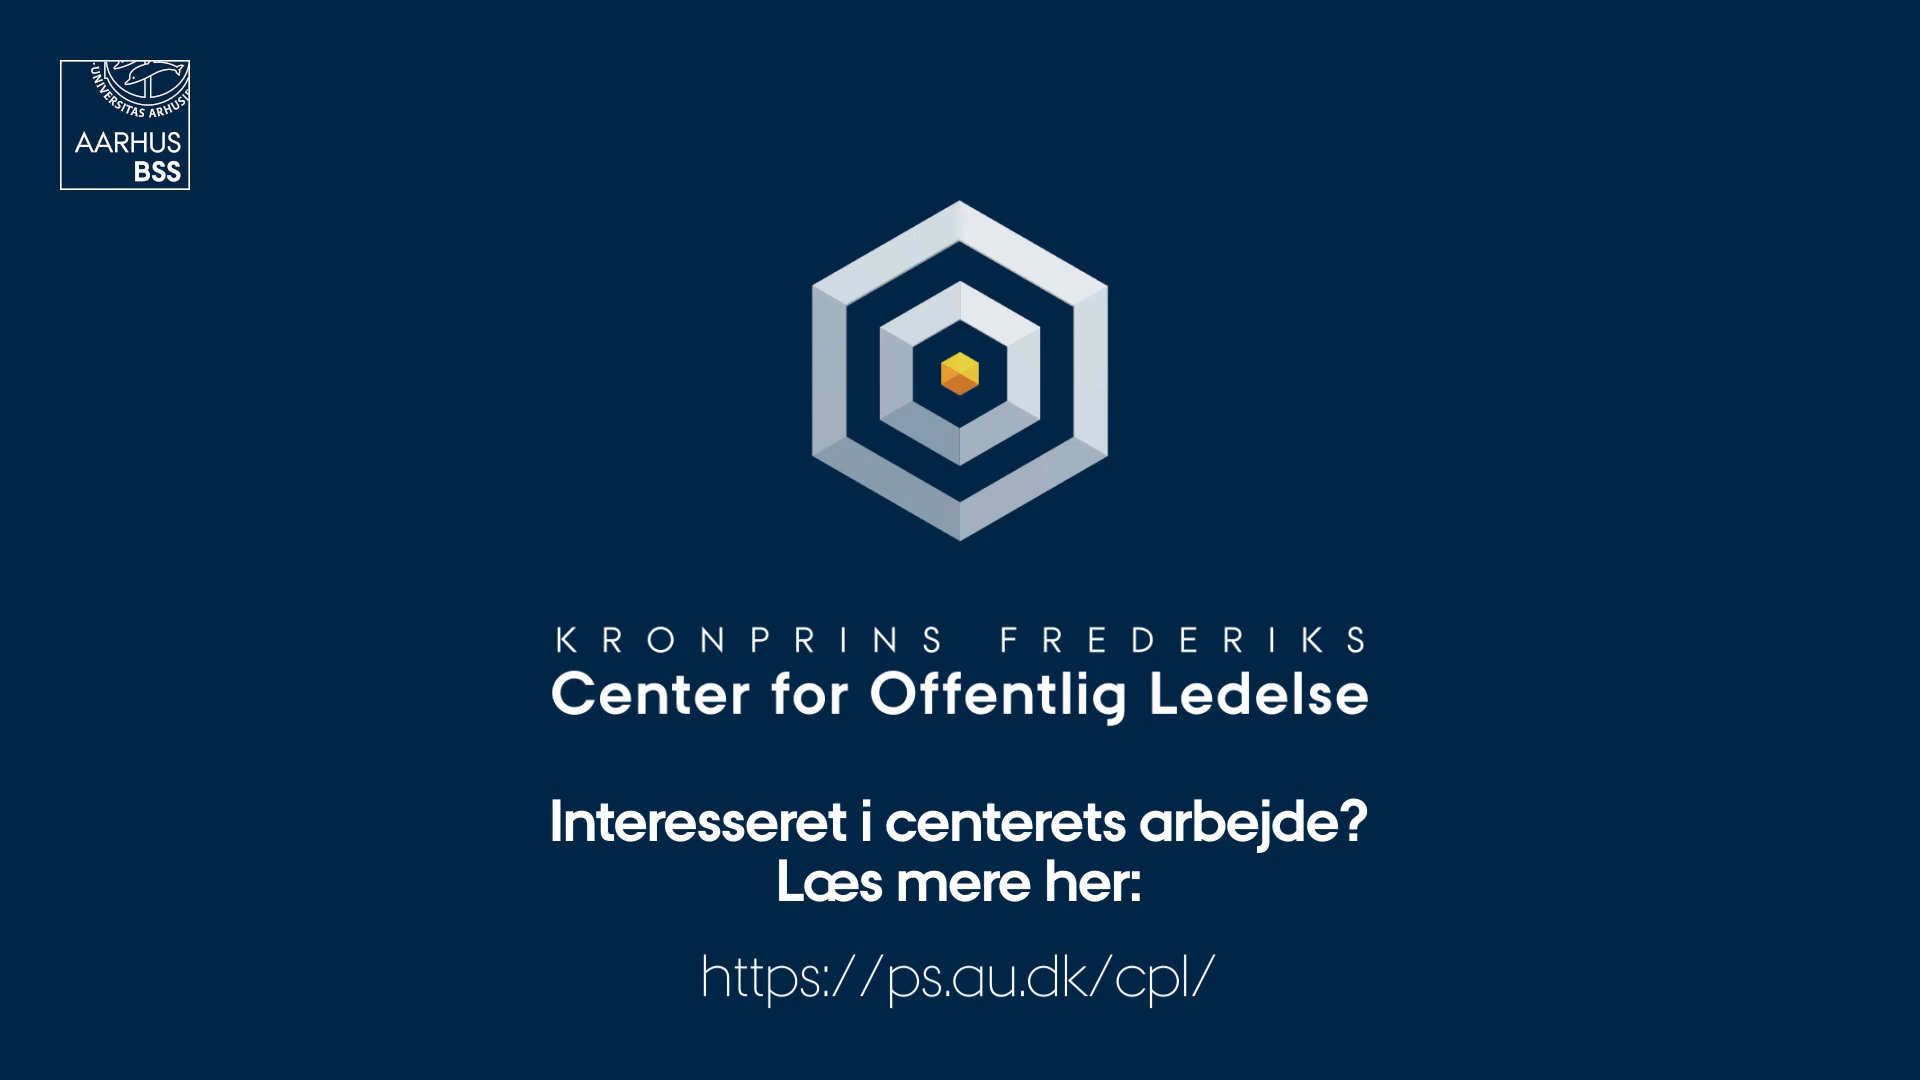 UNIVERSITAS ARHUSIE
AARHUS
BSS
KRONPRINS FREDERIKS
Center for Offentlig Ledelse
Interesseret i centerets arbejde?
Læs mere her:
https://ps.au.dk/cpl/